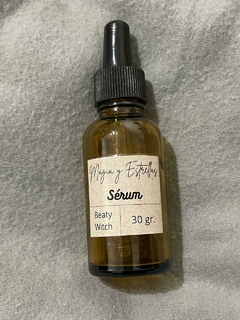 Magia y Estrellas
Sérum
Beaty
Witch
30 gr.